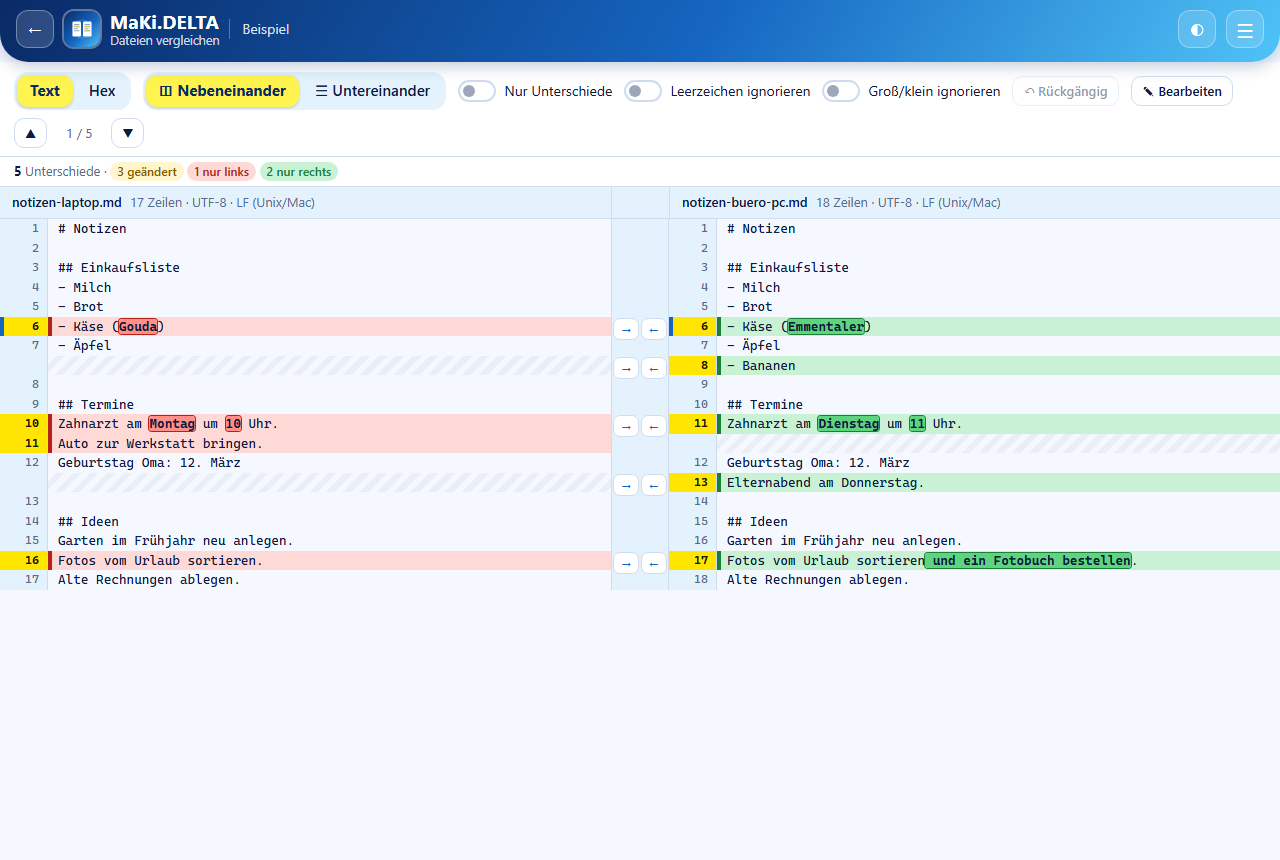 ←
MaKi.DELTA
Dateien vergleichen
Beispiel
Text
Hex
Nebeneinander
Untereinander
Nur Unterschiede
Leerzeichen ignorieren
Groß/klein ignorieren
↶ Rückgängig
Bearbeiten
▲
1 / 5
▼
5 Unterschiede · 3 geändert 1 nur links 2 nur rechts
notizen-laptop.md 17 Zeilen · UTF-8 · LF (Unix/Mac)
1 # Notizen
2
3 ## Einkaufsliste
4 - Milch
5 - Brot
6 - Käse (Gouda)
7 - Äpfel
8
9 ## Termine
10 Zahnarzt am Montag um 10 Uhr.
11 Auto zur Werkstatt bringen.
12 Geburtstag Oma: 12. März
13
14 ## Ideen
15 Garten im Frühjahr neu anlegen.
16 Fotos vom Urlaub sortieren.
17 Alte Rechnungen ablegen.
→ ←
→ ←
→ ←
→ ←
→ ←
notizen-buero-pc.md 18 Zeilen · UTF-8 · LF (Unix/Mac)
1 # Notizen
2
3 ## Einkaufsliste
4 - Milch
5 - Brot
6 - Käse (Emmentaler)
7 - Äpfel
8 - Bananen
9
10 ## Termine
11 Zahnarzt am Dienstag um 11 Uhr.
12 Geburtstag Oma: 12. März
13 Elternabend am Donnerstag.
14
15 ## Ideen
16 Garten im Frühjahr neu anlegen.
17 Fotos vom Urlaub sortieren und ein Fotobuch bestellen.
18 Alte Rechnungen ablegen.